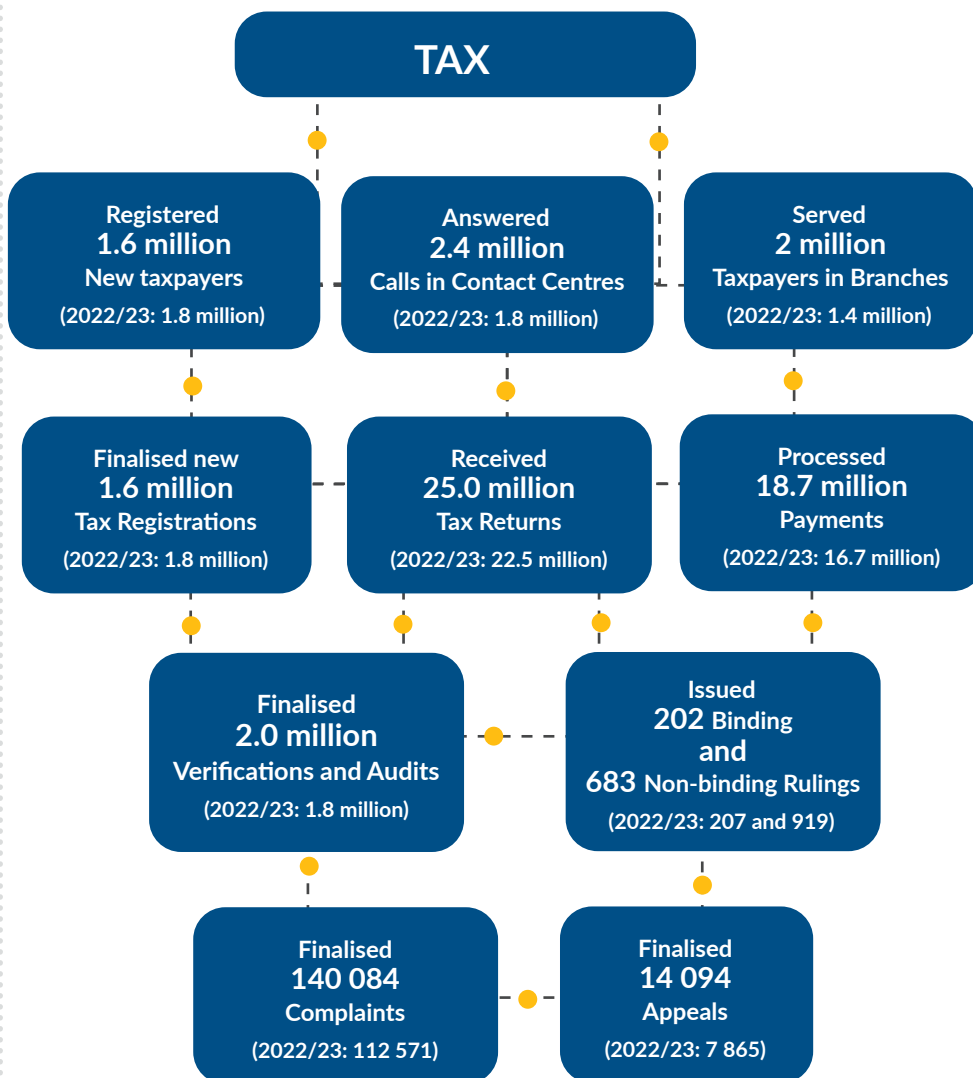 TAX
Registered
1.6 million
New taxpayers
(2022/23: 1.8 million)
Answered
2.4 million
Calls in Contact Centres
(2022/23: 1.8 million)
Served
2 million
Taxpayers in Branches
(2022/23: 1.4 million)
Finalised new
1.6 million
Tax Registrations
(2022/23: 1.8 million)
Received
25.0 million
Tax Returns
(2022/23: 22.5 million)
Processed
18.7 million
Payments
(2022/23: 16.7 million)
Finalised
2.0 million
Verifications and Audits
(2022/23: 1.8 million)
Issued
202 Binding
and
683 Non-binding Rulings
(2022/23: 207 and 919)
Finalised
140 084
Complaints
(2022/23: 112 571)
Finalised
14 094
Appeals
(2022/23: 7 865)